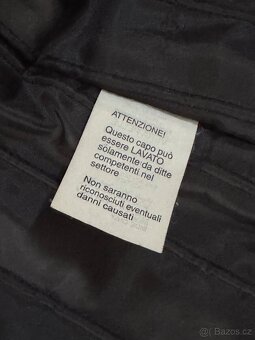 ATTENZIONE!
Questo capo può
essere LAVATO
solamente da ditte
competenti nel
settore
Non saranno
riconosciuti eventuali
danni causati
Bazos.cz